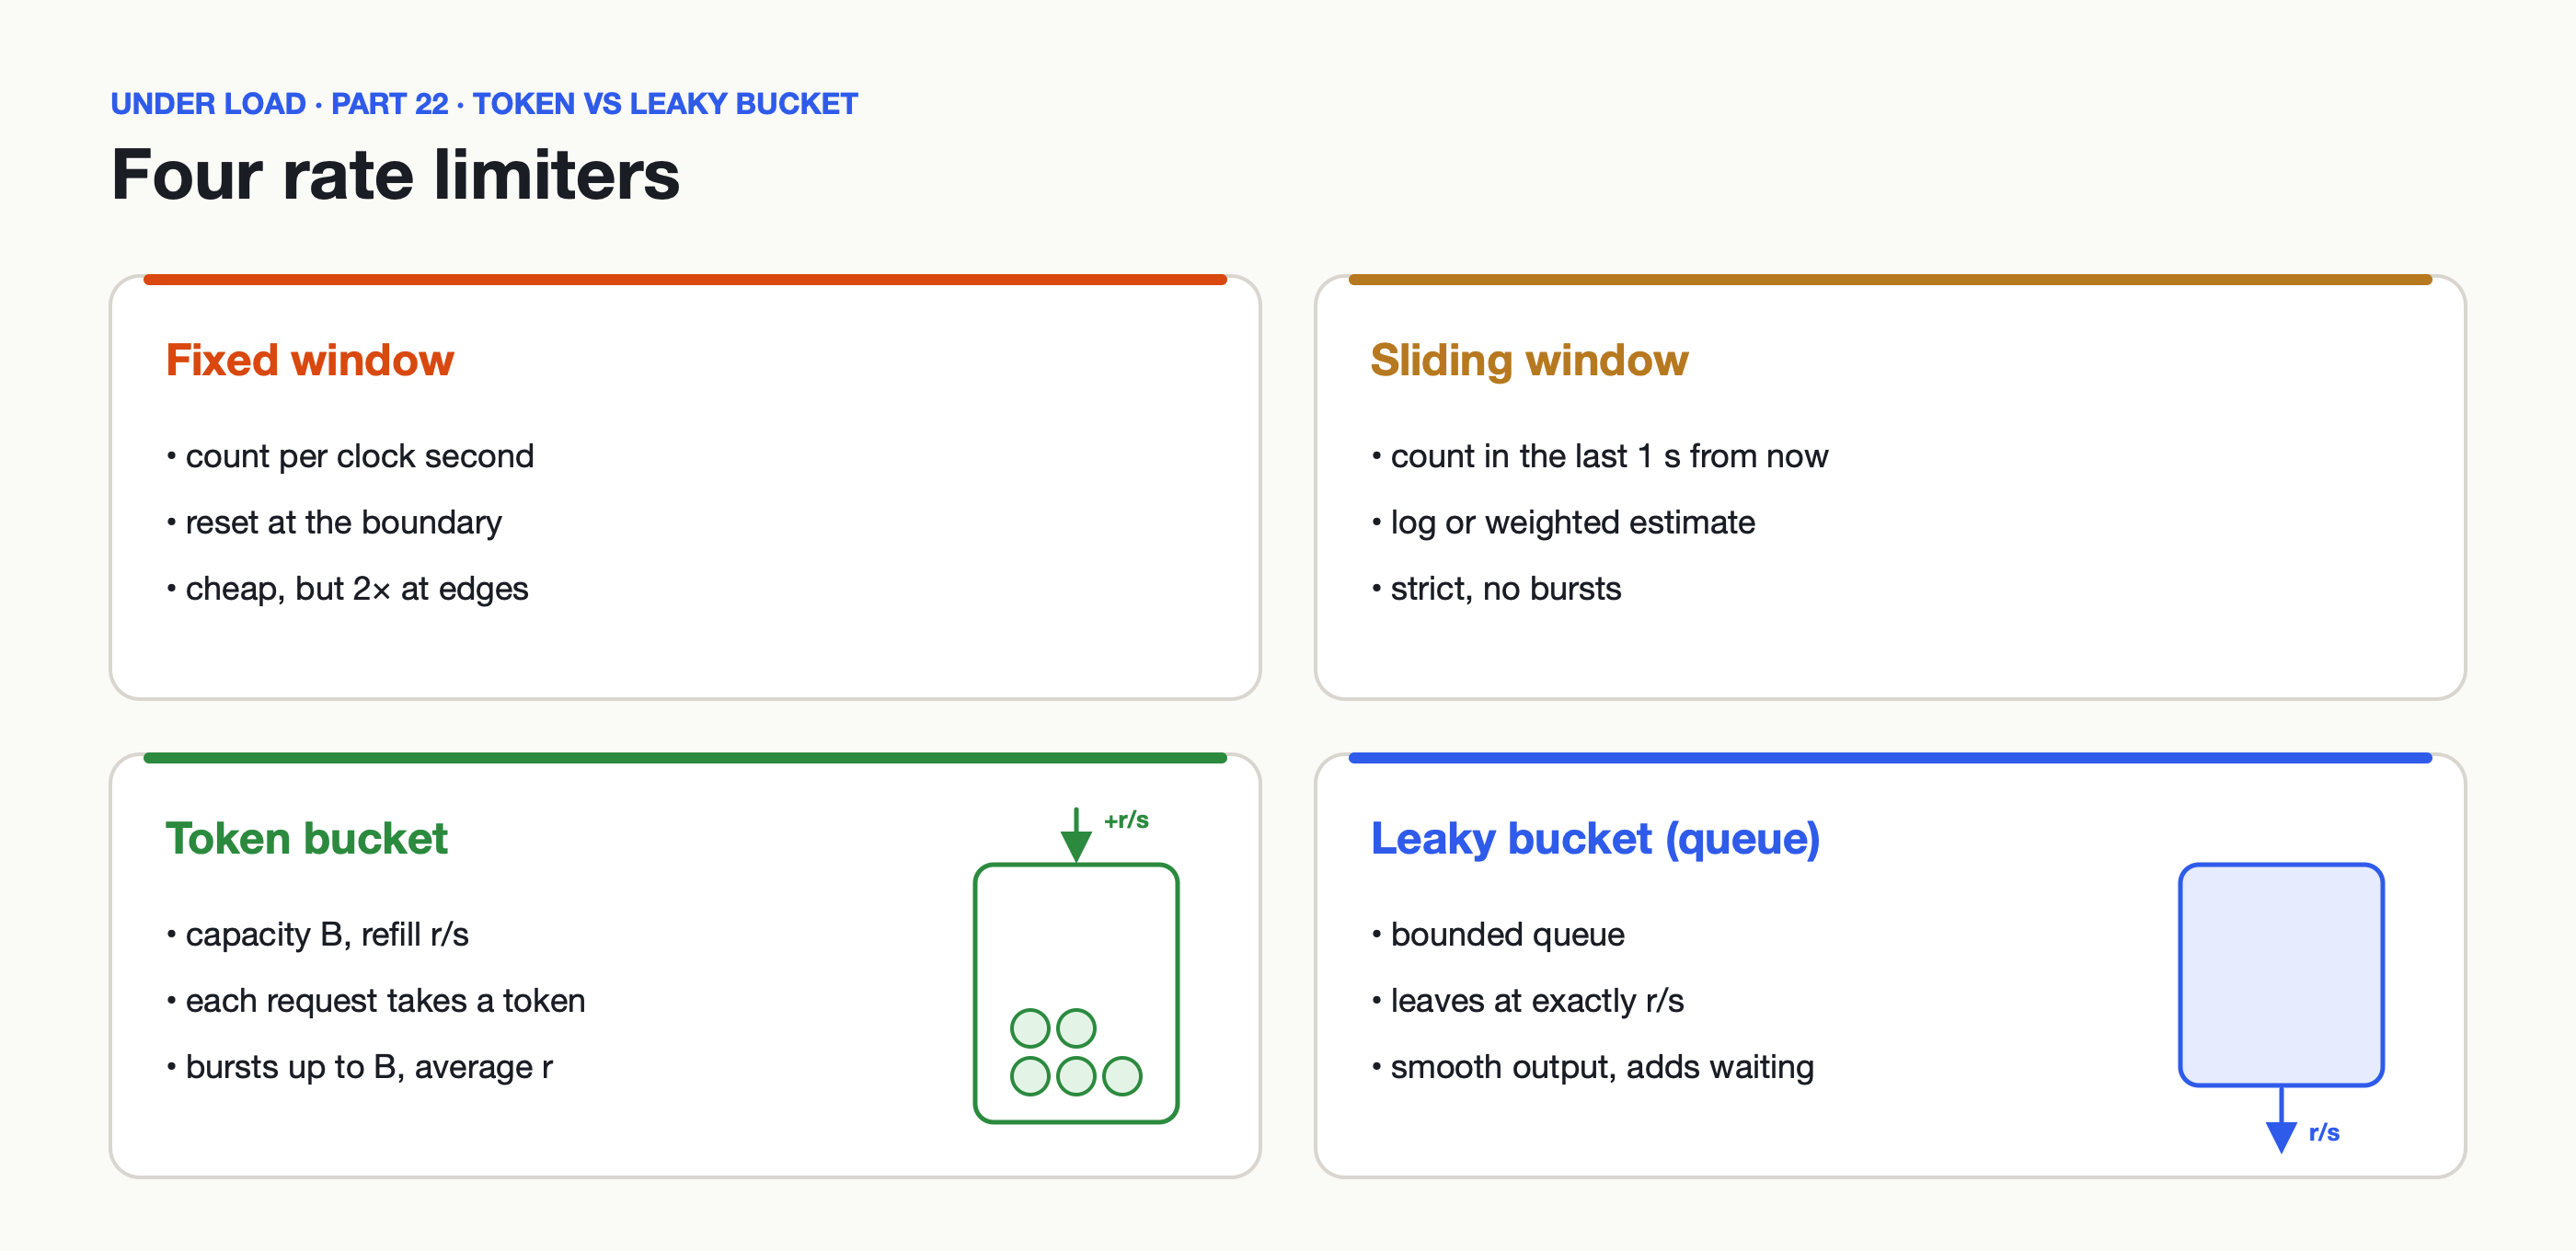 UNDER LOAD · PART 22 · TOKEN VS LEAKY BUCKET
Four rate limiters
Fixed window
• count per clock second
• reset at the boundary
• cheap, but 2× at edges
Sliding window
• count in the last 1 s from now
• log or weighted estimate
• strict, no bursts
Token bucket
• capacity B, refill r/s
• each request takes a token
• bursts up to B, average r
+r/s
Leaky bucket (queue)
• bounded queue
• leaves at exactly r/s
• smooth output, adds waiting
r/s